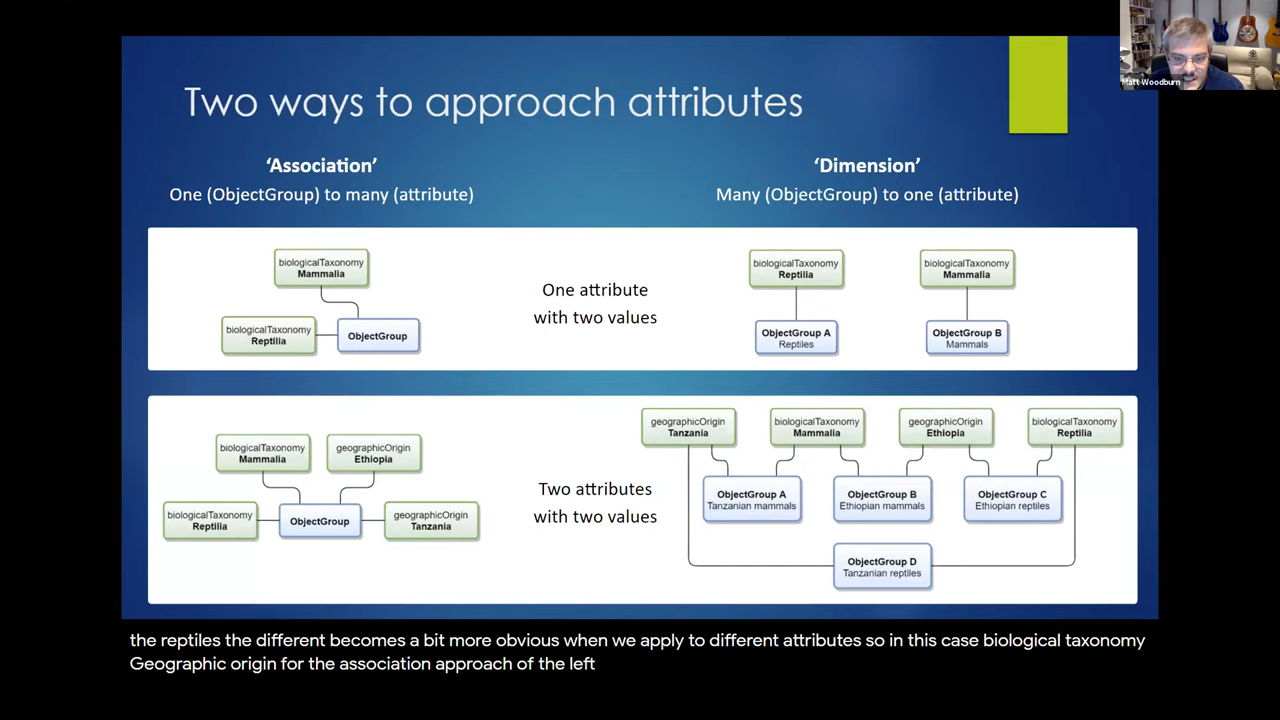 Matt Woodburn
Two ways to approach attributes
‘Association’
One (ObjectGroup) to many (attribute)
‘Dimension’
Many (ObjectGroup) to one (attribute)
biologicalTaxonomy
Mammalia
biologicalTaxonomy
Reptilia
ObjectGroup
One attribute
with two values
biologicalTaxonomy
Reptilia
ObjectGroup A
Reptiles
biologicalTaxonomy
Mammalia
ObjectGroup B
Mammals
biologicalTaxonomy
Mammalia
geographicOrigin
Ethiopia
biologicalTaxonomy
Reptilia
ObjectGroup
geographicOrigin
Tanzania
Two attributes
with two values
geographicOrigin
Tanzania
biologicalTaxonomy
Mammalia
geographicOrigin
Ethiopia
biologicalTaxonomy
Reptilia
ObjectGroup A
Tanzanian mammals
ObjectGroup B
Ethiopian mammals
ObjectGroup C
Ethiopian reptiles
ObjectGroup D
Tanzanian reptiles
the reptiles the different becomes a bit more obvious when we apply to different attributes so in this case biological taxonomy
Geographic origin for the association approach of the left